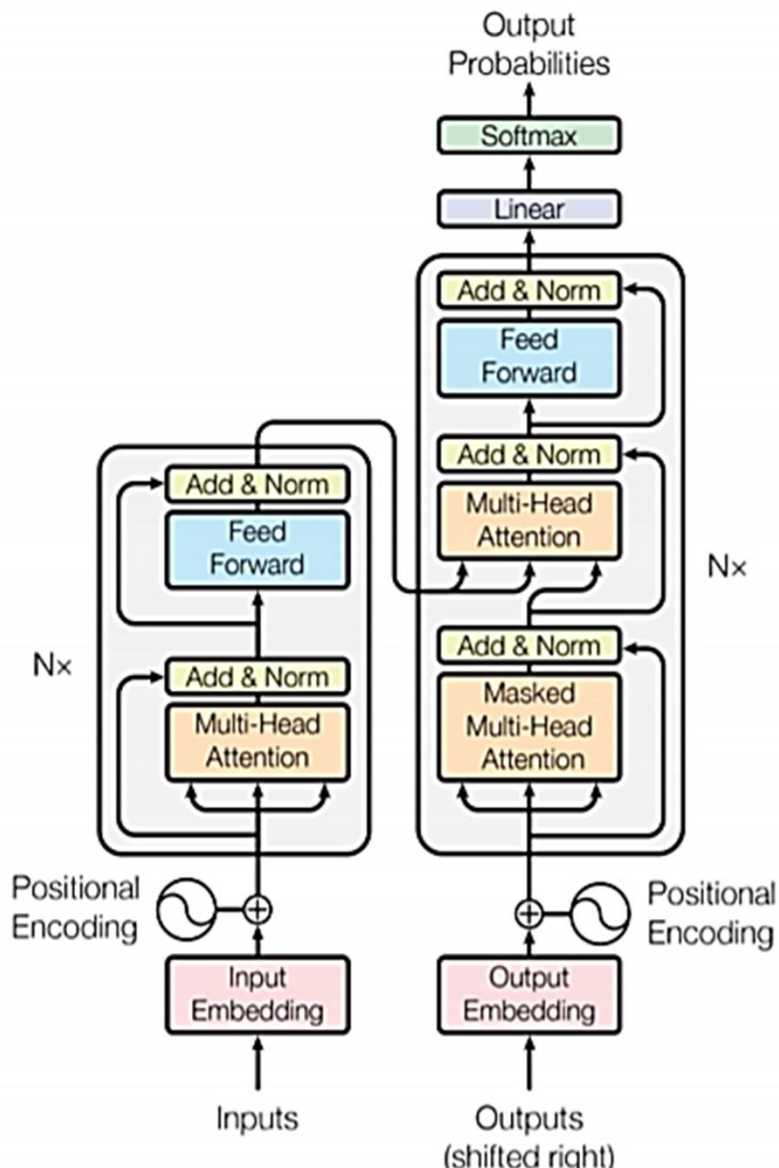 Output
Probabilities
Softmax
Linear
Add & Norm
Feed
Forward
Add & Norm
Multi-Head
Attention
Nx
Add & Norm
Masked
Multi-Head
Attention
Add & Norm
Feed
Forward
Nx
Add & Norm
Multi-Head
Attention
Positional
Encoding
Positional
Encoding
Input
Embedding
Output
Embedding
Inputs
Outputs
(shifted right)